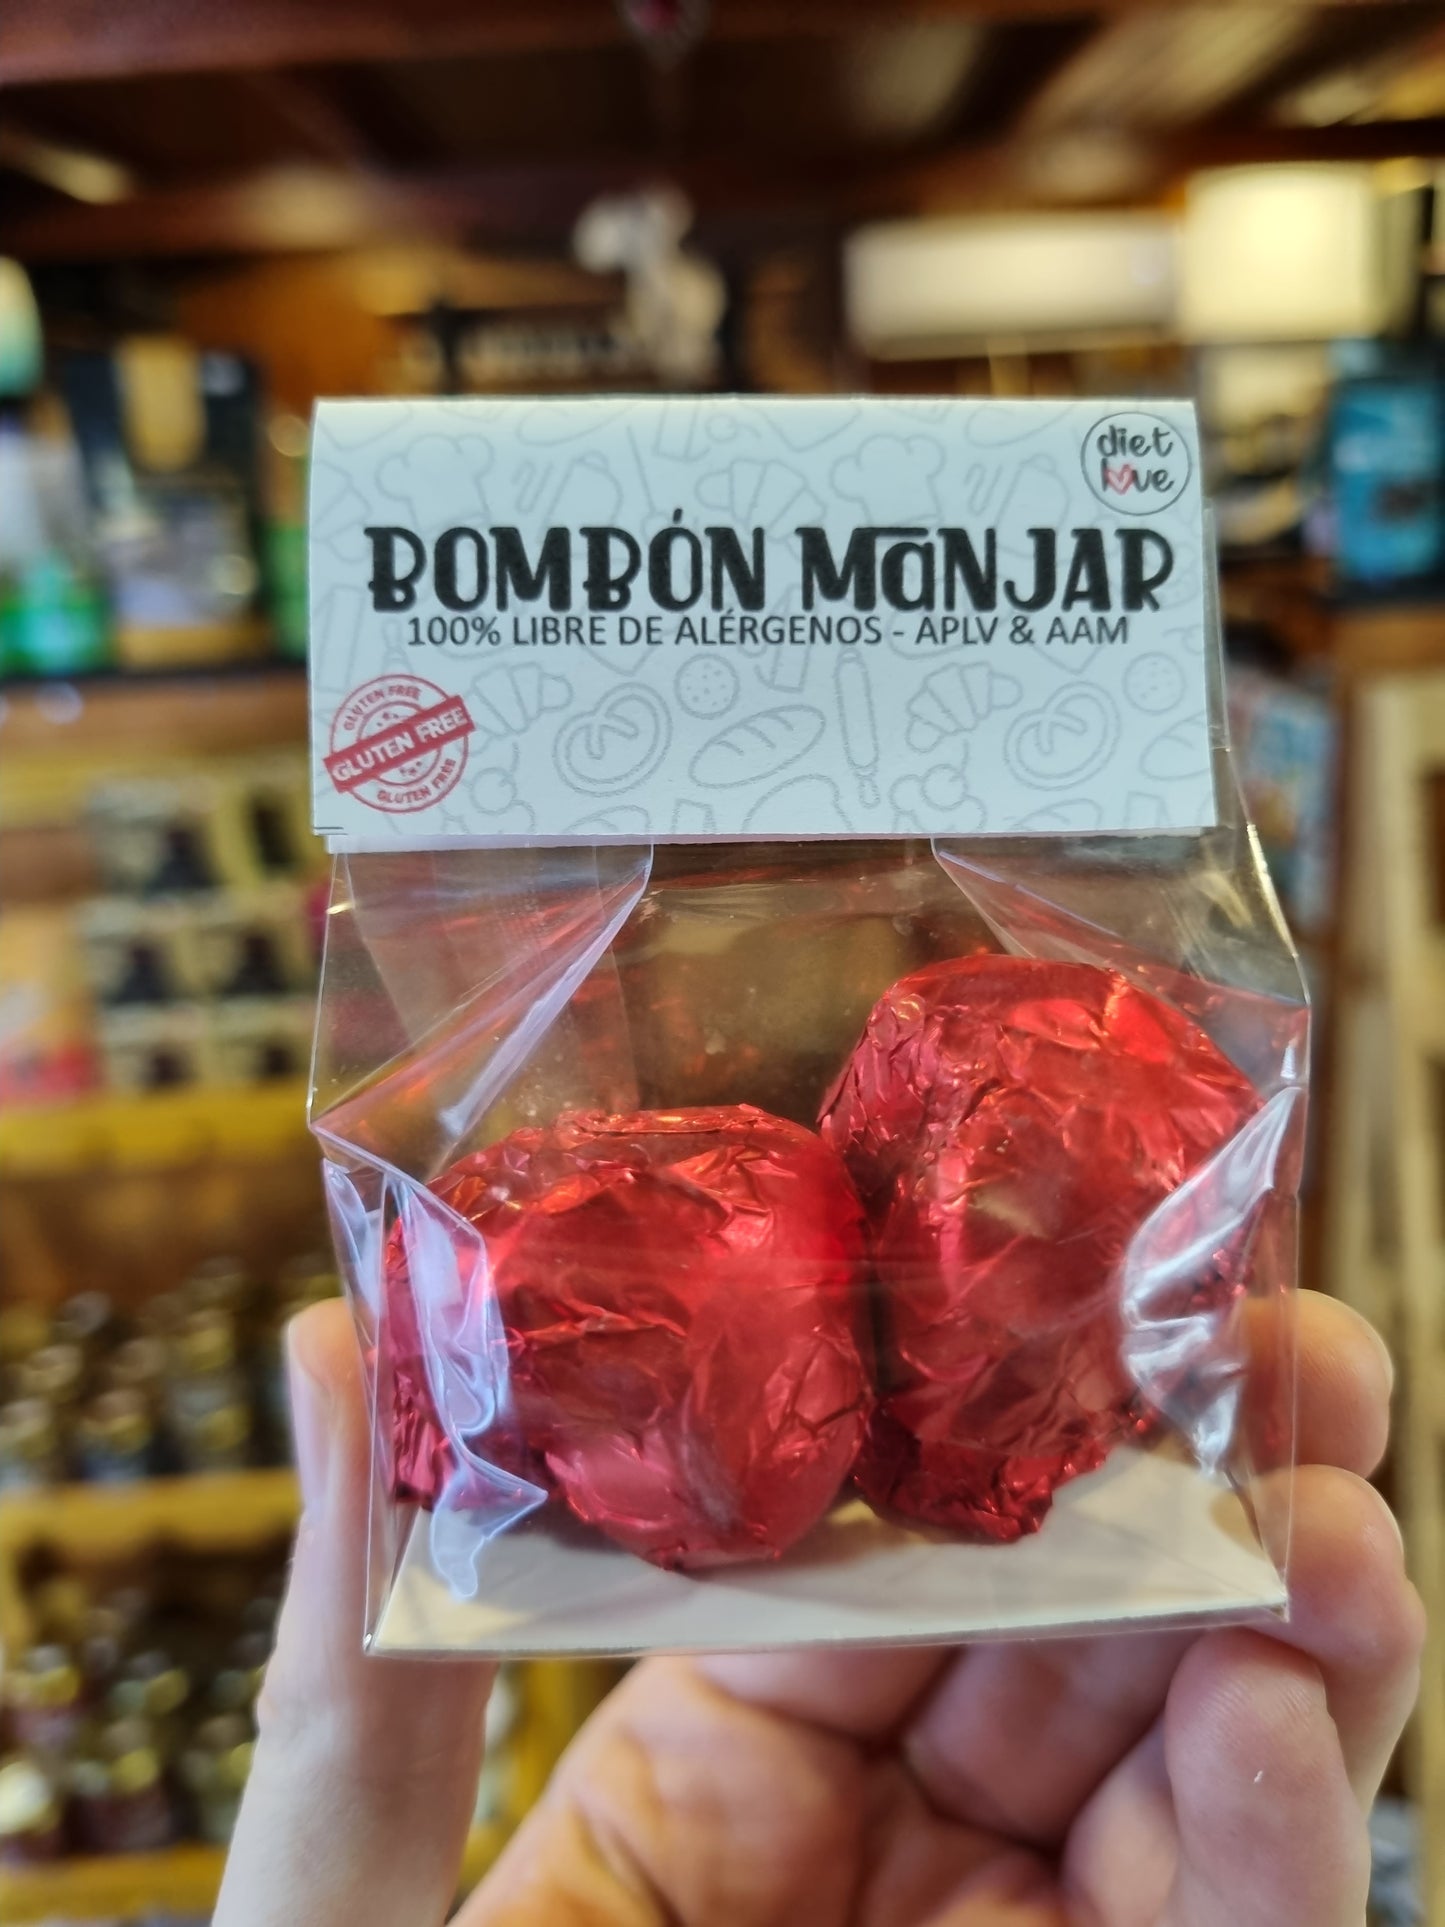 diet
love
BOMBÓN MANJAR
100% LIBRE DE ALÉRGENOS - APLV & AAM
GLUTEN FREE
GLUTEN FREE
GLUTEN FREE